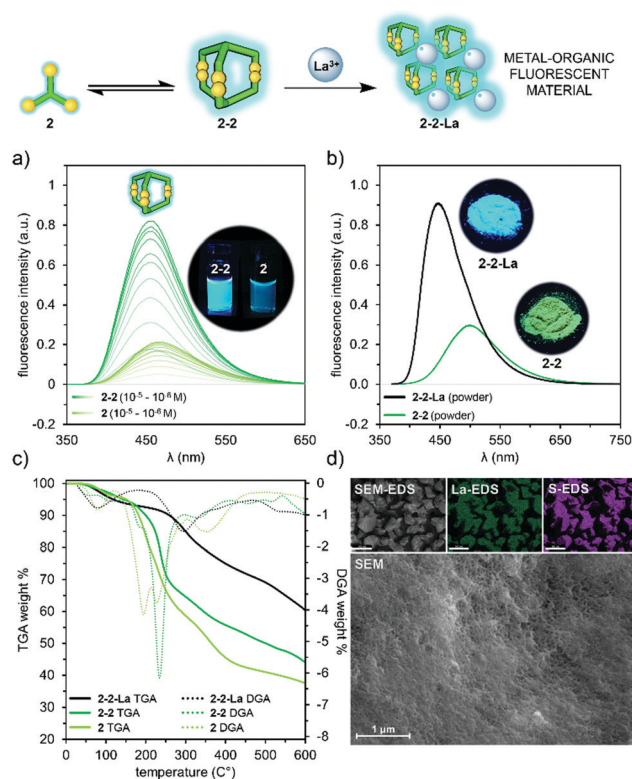 2
2-2
La³⁺
2-2-La
METAL-ORGANIC
FLUORESCENT
MATERIAL
a)
fluorescence intensity (a.u.)
1
0.8
0.6
0.4
0.2
0
-0.2
2-2
2
2-2 (10⁻⁵ - 10⁻⁶ M)
2 (10⁻⁵ - 10⁻⁶ M)
350 450 550 650
λ (nm)
b)
fluorescence intensity (a.u.)
1
0.8
0.6
0.4
0.2
0
-0.2
2-2-La
2-2
2-2-La (powder)
2-2 (powder)
350 450 550 650 750
λ (nm)
c)
TGA weight %
100
90
80
70
60
50
40
30
20
DGA weight %
0
-1
-2
-3
-4
-5
-6
-7
-8
2-2-La TGA 2-2-La DGA
2-2 TGA 2-2 DGA
2 TGA 2 DGA
0 100 200 300 400 500 600
temperature (C°)
d)
SEM-EDS
La-EDS
S-EDS
SEM
1 μm